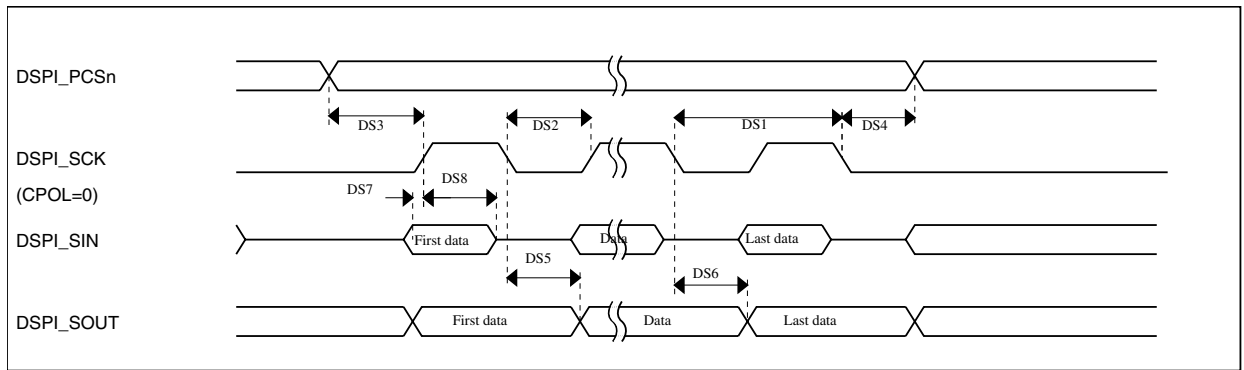 DSPI_PCSn
DS3
DS2
DS1
DS4
DSPI_SCK
(CPOL=0)
DS7
DS8
DSPI_SIN
First data
Data
Last data
DS5
DS6
DSPI_SOUT
First data
Data
Last data